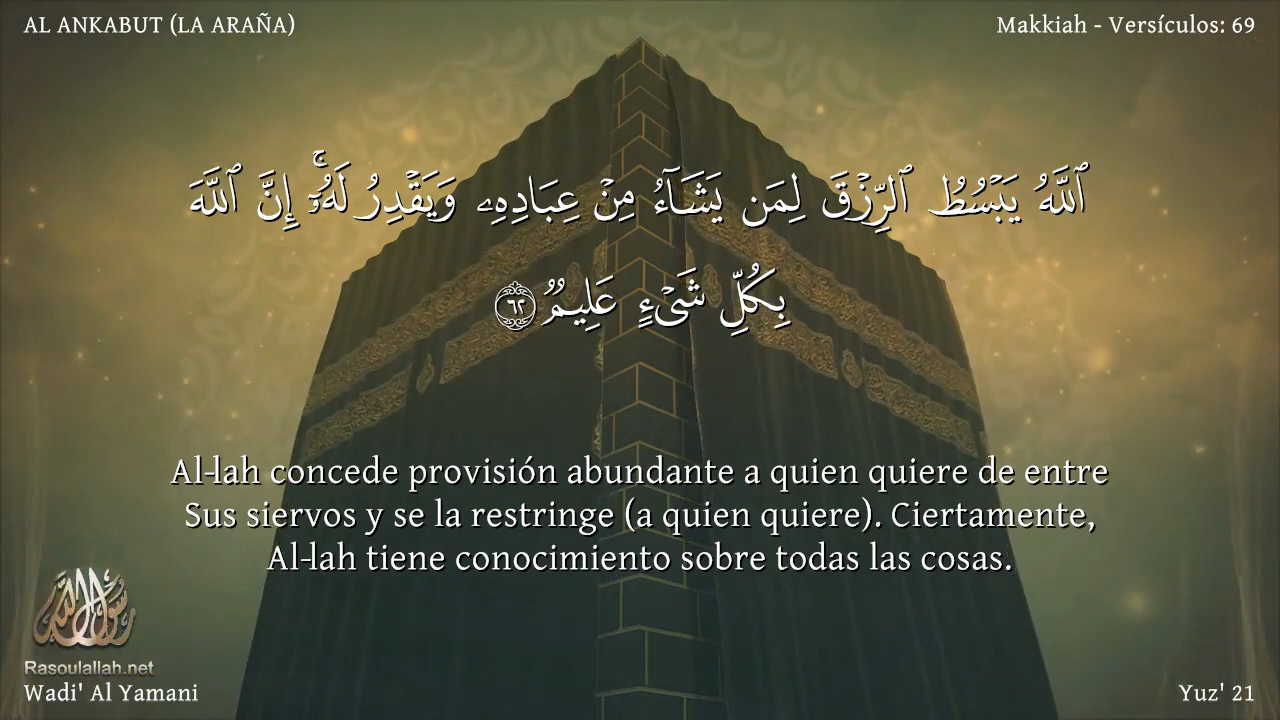 AL ANKABUT (LA ARAÑA)
Makkiah - Versículos: 69
ٱللَّهُ يَبْسُطُ ٱلرِّزْقَ لِمَن يَشَآءُ مِنْ عِبَادِهِۦ وَيَقْدِرُ لَهُۥٓ ۚ إِنَّ ٱللَّهَ
بِكُلِّ شَىْءٍ عَلِيمٌ ٦٢
Al-lah concede provisión abundante a quien quiere de entre
Sus siervos y se la restringe (a quien quiere). Ciertamente,
Al-lah tiene conocimiento sobre todas las cosas.
رسول الله
Rasoulallah.net
Wadi' Al Yamani
Yuz' 21